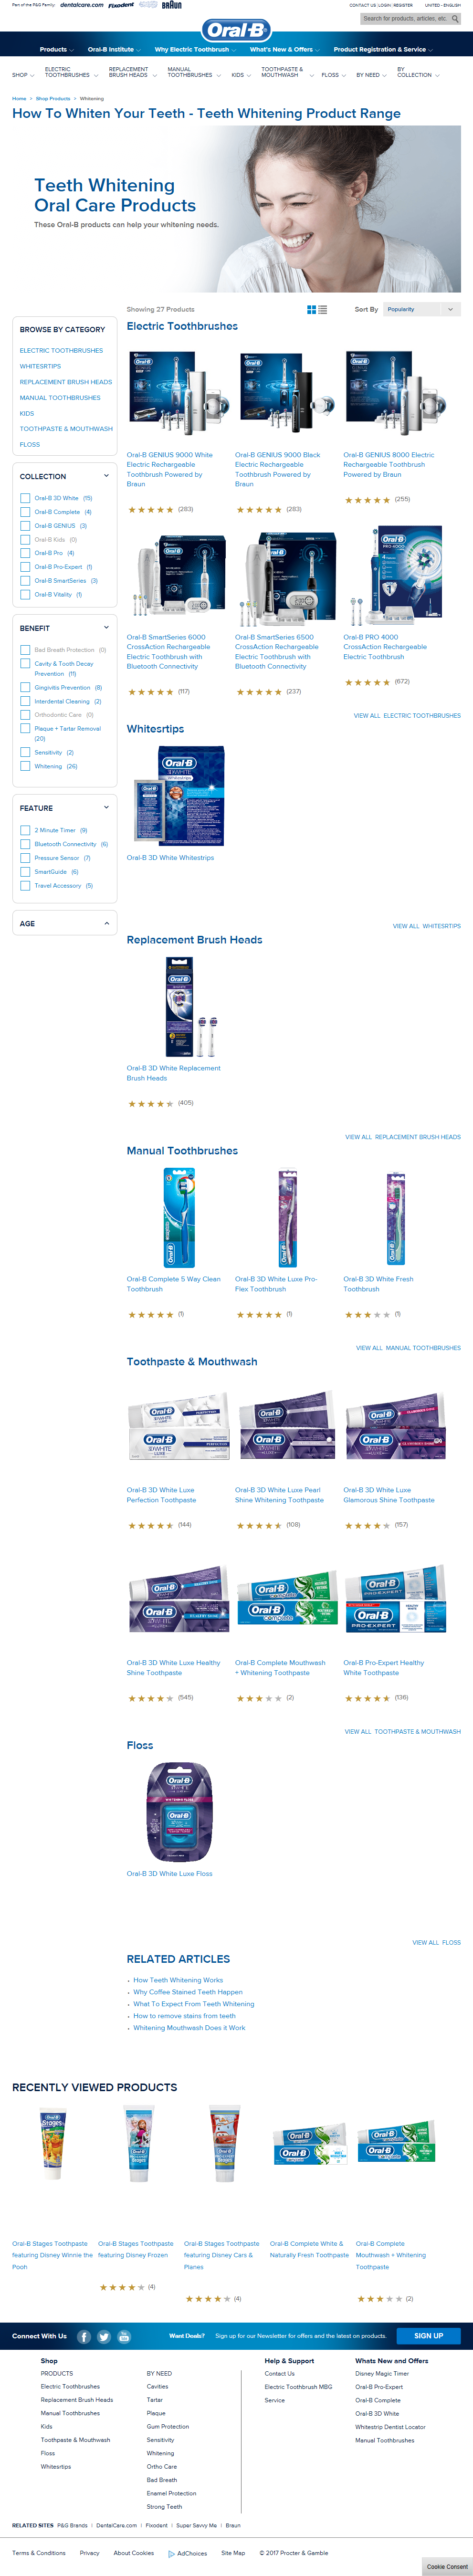 Part of the P&G Family
dentalcare.com
Fixodent
BRAUN
CONTACT US
LOGIN
REGISTER
UNITED - ENGLISH
Search for products, articles, etc.
Oral-B
Products
Oral-B Institute
Why Electric Toothbrush
What's New & Offers
Product Registration & Service
SHOP
ELECTRIC TOOTHBRUSHES
REPLACEMENT BRUSH HEADS
MANUAL TOOTHBRUSHES
KIDS
TOOTHPASTE & MOUTHWASH
FLOSS
BY NEED
BY COLLECTION
Home > Shop Products > Whitening
How To Whiten Your Teeth - Teeth Whitening Product Range
Teeth Whitening
Oral Care Products
These Oral-B products can help your whitening needs.
BROWSE BY CATEGORY
ELECTRIC TOOTHBRUSHES
WHITESRTIPS
REPLACEMENT BRUSH HEADS
MANUAL TOOTHBRUSHES
KIDS
TOOTHPASTE & MOUTHWASH
FLOSS
COLLECTION
Oral-B 3D White (15)
Oral-B Complete (4)
Oral-B GENIUS (3)
Oral-B Kids (0)
Oral-B Pro (4)
Oral-B Pro-Expert (1)
Oral-B SmartSeries (3)
Oral-B Vitality (1)
BENEFIT
Bad Breath Protection (0)
Cavity & Tooth Decay
Prevention (11)
Gingivitis Prevention (8)
Interdental Cleaning (2)
Orthodontic Care (0)
Plaque + Tartar Removal
(20)
Sensitivity (2)
Whitening (26)
FEATURE
2 Minute Timer (9)
Bluetooth Connectivity (6)
Pressure Sensor (7)
SmartGuide (6)
Travel Accessory (5)
AGE
Showing 27 Products
Sort By
Popularity
Electric Toothbrushes
Oral-B GENIUS 9000 White
Electric Rechargeable
Toothbrush Powered by
Braun
(283)
Oral-B GENIUS 9000 Black
Electric Rechargeable
Toothbrush Powered by
Braun
(283)
Oral-B GENIUS 8000 Electric
Rechargeable Toothbrush
Powered by Braun
(255)
Oral-B SmartSeries 6000
CrossAction Rechargeable
Electric Toothbrush with
Bluetooth Connectivity
(117)
Oral-B SmartSeries 6500
CrossAction Rechargeable
Electric Toothbrush with
Bluetooth Connectivity
(237)
Oral-B PRO 4000
CrossAction Rechargeable
Electric Toothbrush
(672)
VIEW ALL ELECTRIC TOOTHBRUSHES
Whitesrtips
Oral-B 3D White Whitestrips
VIEW ALL WHITESRTIPS
Replacement Brush Heads
Oral-B 3D White Replacement
Brush Heads
(405)
VIEW ALL REPLACEMENT BRUSH HEADS
Manual Toothbrushes
Oral-B Complete 5 Way Clean
Toothbrush
(1)
Oral-B 3D White Luxe Pro-
Flex Toothbrush
(1)
Oral-B 3D White Fresh
Toothbrush
(1)
VIEW ALL MANUAL TOOTHBRUSHES
Toothpaste & Mouthwash
Oral-B 3D White Luxe
Perfection Toothpaste
(144)
Oral-B 3D White Luxe Pearl
Shine Whitening Toothpaste
(108)
Oral-B 3D White Luxe
Glamorous Shine Toothpaste
(157)
Oral-B 3D White Luxe Healthy
Shine Toothpaste
(545)
Oral-B Complete Mouthwash
+ Whitening Toothpaste
(2)
Oral-B Pro-Expert Healthy
White Toothpaste
(136)
VIEW ALL TOOTHPASTE & MOUTHWASH
Floss
Oral-B 3D White Luxe Floss
VIEW ALL FLOSS
RELATED ARTICLES
How Teeth Whitening Works
Why Coffee Stained Teeth Happen
What To Expect From Teeth Whitening
How to remove stains from teeth
Whitening Mouthwash Does it Work
RECENTLY VIEWED PRODUCTS
Oral-B Stages Toothpaste
featuring Disney Winnie the
Pooh
Oral-B Stages Toothpaste
featuring Disney Frozen
(4)
Oral-B Stages Toothpaste
featuring Disney Cars &
Planes
(4)
Oral-B Complete White &
Naturally Fresh Toothpaste
Oral-B Complete
Mouthwash + Whitening
Toothpaste
(2)
Connect With Us
Want Deals?
Sign up for our Newsletter for offers and the latest on products.
SIGN UP
Shop
PRODUCTS
Electric Toothbrushes
Replacement Brush Heads
Manual Toothbrushes
Kids
Toothpaste & Mouthwash
Floss
Whitesrtips
BY NEED
Cavities
Tartar
Plaque
Gum Protection
Sensitivity
Whitening
Ortho Care
Bad Breath
Enamel Protection
Strong Teeth
Help & Support
Contact Us
Electric Toothbrush MBG
Service
Whats New and Offers
Disney Magic Timer
Oral-B Pro-Expert
Oral-B Complete
Oral-B 3D White
Whitestrip Dentist Locator
Manual Toothbrushes
RELATED SITES P&G Brands | DentalCare.com | Fixodent | Super Savvy Me | Braun
Terms & Conditions Privacy About Cookies AdChoices Site Map © 2017 Procter & Gamble
Cookie Consent